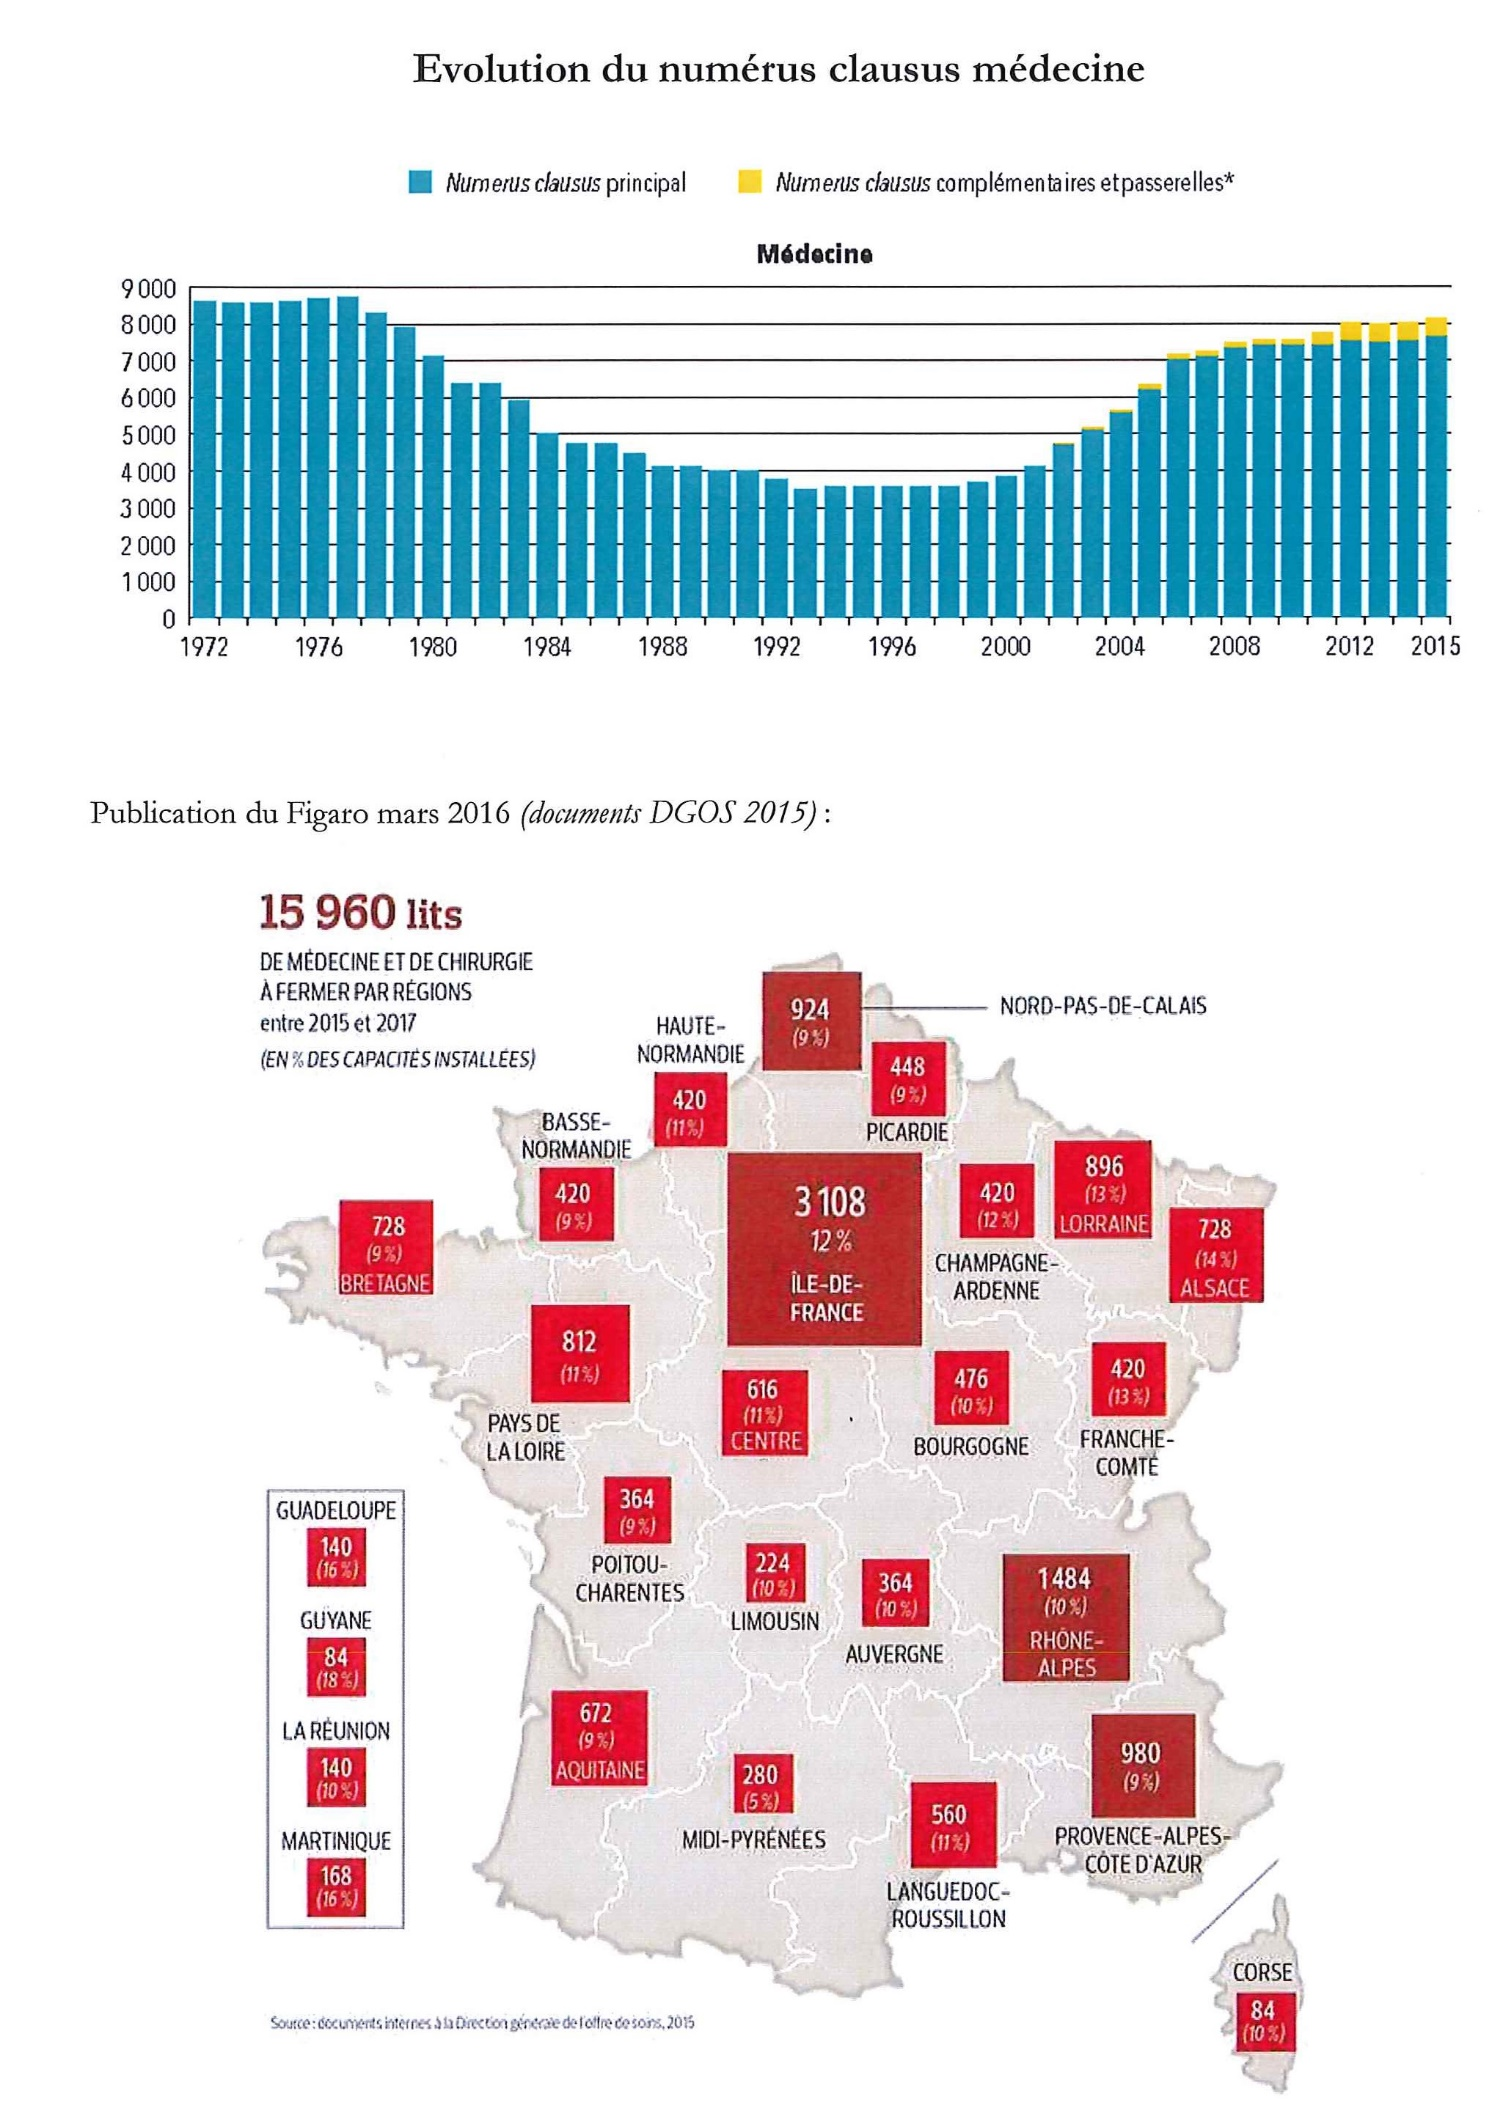 Evolution du numérus clausus médecine
Numerus clausus principal
Numerus clausus complémentaires et passerelles*
Médecine
9 000
8 000
7 000
6 000
5 000
4 000
3 000
2 000
1 000
0
1972 1976 1980 1984 1988 1992 1996 2000 2004 2008 2012 2015
Publication du Figaro mars 2016 (documents DGOS 2015) :
15 960 lits
DE MÉDECINE ET DE CHIRURGIE
À FERMER PAR RÉGIONS
entre 2015 et 2017
(EN % DES CAPACITÉS INSTALLÉES)
924
(9 %)
NORD-PAS-DE-CALAIS
HAUTE-
NORMANDIE
420
(11%)
448
(9 %)
PICARDIE
BASSE-
NORMANDIE
420
(9 %)
3 108
12 %
ÎLE-DE-
FRANCE
420
(12 %)
CHAMPAGNE-
ARDENNE
896
(13 %)
LORRAINE
728
(14 %)
ALSACE
728
(9 %)
BRETAGNE
812
(11%)
PAYS DE
LA LOIRE
616
(11%)
CENTRE
476
(10 %)
BOURGOGNE
420
(13 %)
FRANCHE-
COMTÉ
GUADELOUPE
140
(16 %)
GUYANE
84
(18 %)
LA RÉUNION
140
(10 %)
MARTINIQUE
168
(16 %)
364
(9 %)
POITOU-
CHARENTES
224
(10 %)
LIMOUSIN
364
(10 %)
AUVERGNE
1 484
(10 %)
RHÔNE-
ALPES
672
(9 %)
AQUITAINE
280
(5 %)
MIDI-PYRÉNÉES
560
(11%)
LANGUEDOC-
ROUSSILLON
980
(9 %)
PROVENCE-ALPES-
CÔTE D'AZUR
CORSE
84
(10 %)
Source : documents internes à la Direction générale de l'offre de soins, 2015